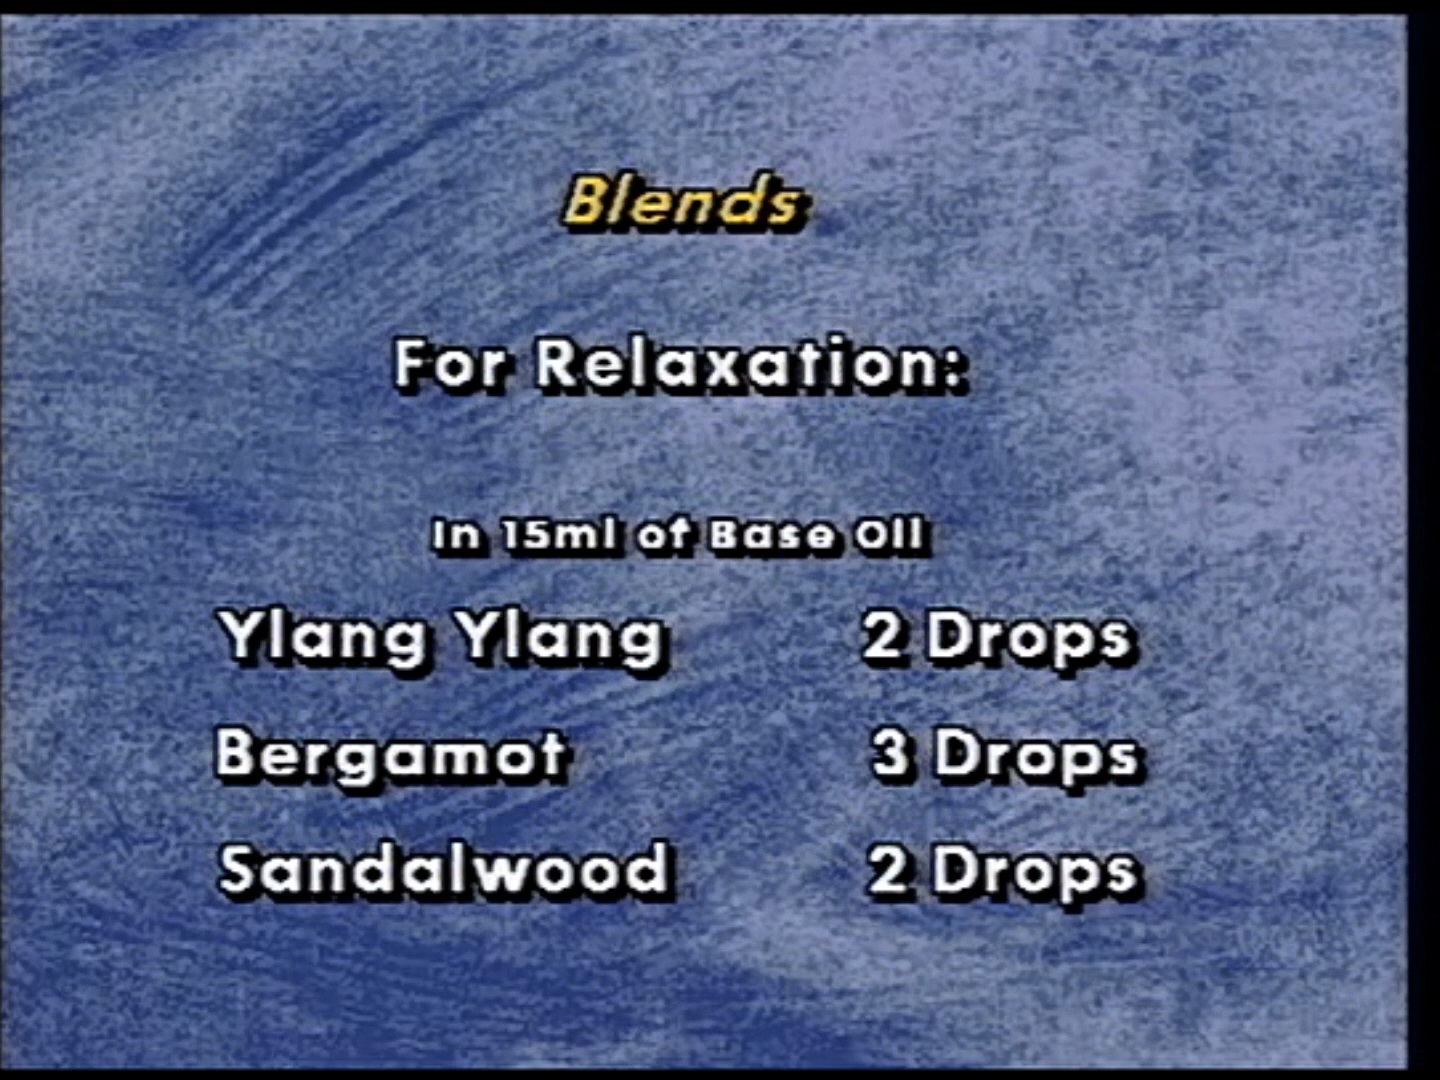 Blends
For Relaxation:
In 15ml of Base Oil
Ylang Ylang 2 Drops
Bergamot 3 Drops
Sandalwood 2 Drops